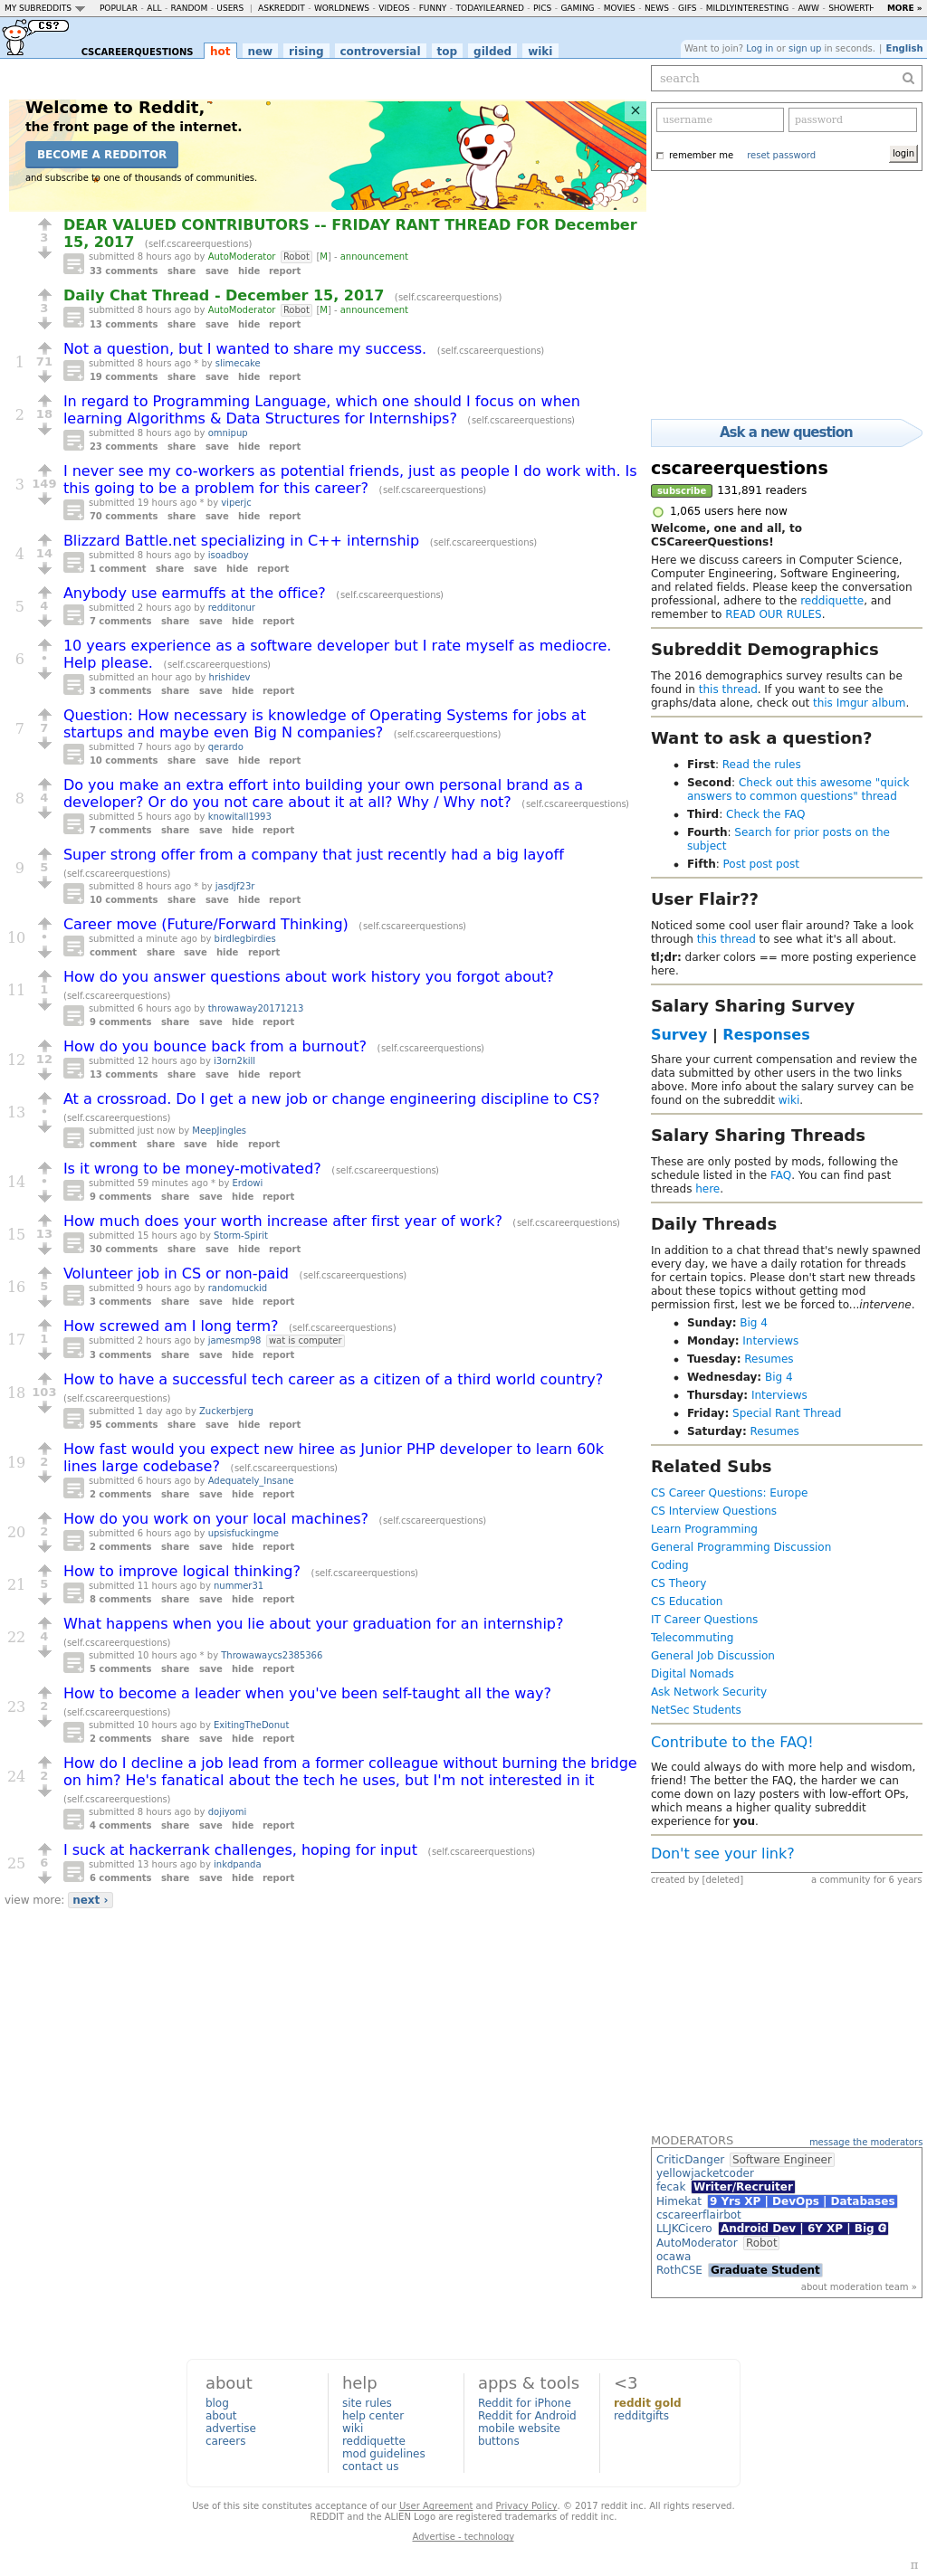 MY SUBREDDITS POPULAR - ALL - RANDOM - USERS | ASKREDDIT - WORLDNEWS - VIDEOS - FUNNY - TODAYILEARNED - PICS - GAMING - MOVIES - NEWS - GIFS - MILDLYINTERESTING - AWW - SHOWERTH MORE »
CS?
CSCAREERQUESTIONS hot new rising controversial top gilded wiki
Want to join? Log in or sign up in seconds. | English
search
Welcome to Reddit,
the front page of the internet.
BECOME A REDDITOR
and subscribe to one of thousands of communities.
×
username password
remember me reset password login
3
DEAR VALUED CONTRIBUTORS -- FRIDAY RANT THREAD FOR December
15, 2017 (self.cscareerquestions)
submitted 8 hours ago by AutoModerator Robot [M] - announcement
33 comments share save hide report
3
Daily Chat Thread - December 15, 2017 (self.cscareerquestions)
submitted 8 hours ago by AutoModerator Robot [M] - announcement
13 comments share save hide report
1 71
Not a question, but I wanted to share my success. (self.cscareerquestions)
submitted 8 hours ago * by slimecake
19 comments share save hide report
2 18
In regard to Programming Language, which one should I focus on when
learning Algorithms & Data Structures for Internships? (self.cscareerquestions)
submitted 8 hours ago by omnipup
23 comments share save hide report
3 149
I never see my co-workers as potential friends, just as people I do work with. Is
this going to be a problem for this career? (self.cscareerquestions)
submitted 19 hours ago * by viperjc
70 comments share save hide report
4 14
Blizzard Battle.net specializing in C++ internship (self.cscareerquestions)
submitted 8 hours ago by isoadboy
1 comment share save hide report
5 4
Anybody use earmuffs at the office? (self.cscareerquestions)
submitted 2 hours ago by redditonur
7 comments share save hide report
6 •
10 years experience as a software developer but I rate myself as mediocre.
Help please. (self.cscareerquestions)
submitted an hour ago by hrishidev
3 comments share save hide report
7 7
Question: How necessary is knowledge of Operating Systems for jobs at
startups and maybe even Big N companies? (self.cscareerquestions)
submitted 7 hours ago by qerardo
10 comments share save hide report
8 4
Do you make an extra effort into building your own personal brand as a
developer? Or do you not care about it at all? Why / Why not? (self.cscareerquestions)
submitted 5 hours ago by knowitall1993
7 comments share save hide report
9 5
Super strong offer from a company that just recently had a big layoff
(self.cscareerquestions)
submitted 8 hours ago * by jasdjf23r
10 comments share save hide report
10 •
Career move (Future/Forward Thinking) (self.cscareerquestions)
submitted a minute ago by birdlegbirdies
comment share save hide report
11 1
How do you answer questions about work history you forgot about?
(self.cscareerquestions)
submitted 6 hours ago by throwaway20171213
9 comments share save hide report
12 12
How do you bounce back from a burnout? (self.cscareerquestions)
submitted 12 hours ago by i3orn2kill
13 comments share save hide report
13 •
At a crossroad. Do I get a new job or change engineering discipline to CS?
(self.cscareerquestions)
submitted just now by MeepJingles
comment share save hide report
14 •
Is it wrong to be money-motivated? (self.cscareerquestions)
submitted 59 minutes ago * by Erdowi
9 comments share save hide report
15 13
How much does your worth increase after first year of work? (self.cscareerquestions)
submitted 15 hours ago by Storm-Spirit
30 comments share save hide report
16 5
Volunteer job in CS or non-paid (self.cscareerquestions)
submitted 9 hours ago by randomuckid
3 comments share save hide report
17 1
How screwed am I long term? (self.cscareerquestions)
submitted 2 hours ago by jamesmp98 wat is computer
3 comments share save hide report
18 103
How to have a successful tech career as a citizen of a third world country?
(self.cscareerquestions)
submitted 1 day ago by Zuckerbjerg
95 comments share save hide report
19 2
How fast would you expect new hiree as Junior PHP developer to learn 60k
lines large codebase? (self.cscareerquestions)
submitted 6 hours ago by Adequately_Insane
2 comments share save hide report
20 2
How do you work on your local machines? (self.cscareerquestions)
submitted 6 hours ago by upsisfuckingme
2 comments share save hide report
21 5
How to improve logical thinking? (self.cscareerquestions)
submitted 11 hours ago by nummer31
8 comments share save hide report
22 4
What happens when you lie about your graduation for an internship?
(self.cscareerquestions)
submitted 10 hours ago * by Throwawaycs2385366
5 comments share save hide report
23 2
How to become a leader when you've been self-taught all the way?
(self.cscareerquestions)
submitted 10 hours ago by ExitingTheDonut
2 comments share save hide report
24 2
How do I decline a job lead from a former colleague without burning the bridge
on him? He's fanatical about the tech he uses, but I'm not interested in it
(self.cscareerquestions)
submitted 8 hours ago by dojiyomi
4 comments share save hide report
25 6
I suck at hackerrank challenges, hoping for input (self.cscareerquestions)
submitted 13 hours ago by inkdpanda
6 comments share save hide report
view more: next ›
Ask a new question
cscareerquestions
subscribe 131,891 readers
1,065 users here now
Welcome, one and all, to
CSCareerQuestions!
Here we discuss careers in Computer Science,
Computer Engineering, Software Engineering,
and related fields. Please keep the conversation
professional, adhere to the reddiquette, and
remember to READ OUR RULES.
Subreddit Demographics
The 2016 demographics survey results can be
found in this thread. If you want to see the
graphs/data alone, check out this Imgur album.
Want to ask a question?
• First: Read the rules
• Second: Check out this awesome "quick
answers to common questions" thread
• Third: Check the FAQ
• Fourth: Search for prior posts on the
subject
• Fifth: Post post post
User Flair??
Noticed some cool user flair around? Take a look
through this thread to see what it's all about.
tl;dr: darker colors == more posting experience
here.
Salary Sharing Survey
Survey | Responses
Share your current compensation and review the
data submitted by other users in the two links
above. More info about the salary survey can be
found on the subreddit wiki.
Salary Sharing Threads
These are only posted by mods, following the
schedule listed in the FAQ. You can find past
threads here.
Daily Threads
In addition to a chat thread that's newly spawned
every day, we have a daily rotation for threads
for certain topics. Please don't start new threads
about these topics without getting mod
permission first, lest we be forced to...intervene.
• Sunday: Big 4
• Monday: Interviews
• Tuesday: Resumes
• Wednesday: Big 4
• Thursday: Interviews
• Friday: Special Rant Thread
• Saturday: Resumes
Related Subs
CS Career Questions: Europe
CS Interview Questions
Learn Programming
General Programming Discussion
Coding
CS Theory
CS Education
IT Career Questions
Telecommuting
General Job Discussion
Digital Nomads
Ask Network Security
NetSec Students
Contribute to the FAQ!
We could always do with more help and wisdom,
friend! The better the FAQ, the harder we can
come down on lazy posters with low-effort OPs,
which means a higher quality subreddit
experience for you.
Don't see your link?
created by [deleted] a community for 6 years
MODERATORS message the moderators
CriticDanger Software Engineer
yellowjacketcoder
fecak Writer/Recruiter
Himekat 9 Yrs XP | DevOps | Databases
cscareerflairbot
LLJKCicero Android Dev | 6Y XP | Big G
AutoModerator Robot
ocawa
RothCSE Graduate Student
about moderation team »
about
blog
about
advertise
careers
help
site rules
help center
wiki
reddiquette
mod guidelines
contact us
apps & tools
Reddit for iPhone
Reddit for Android
mobile website
buttons
<3
reddit gold
redditgifts
Use of this site constitutes acceptance of our User Agreement and Privacy Policy. © 2017 reddit inc. All rights reserved.
REDDIT and the ALIEN Logo are registered trademarks of reddit inc.
Advertise - technology
π